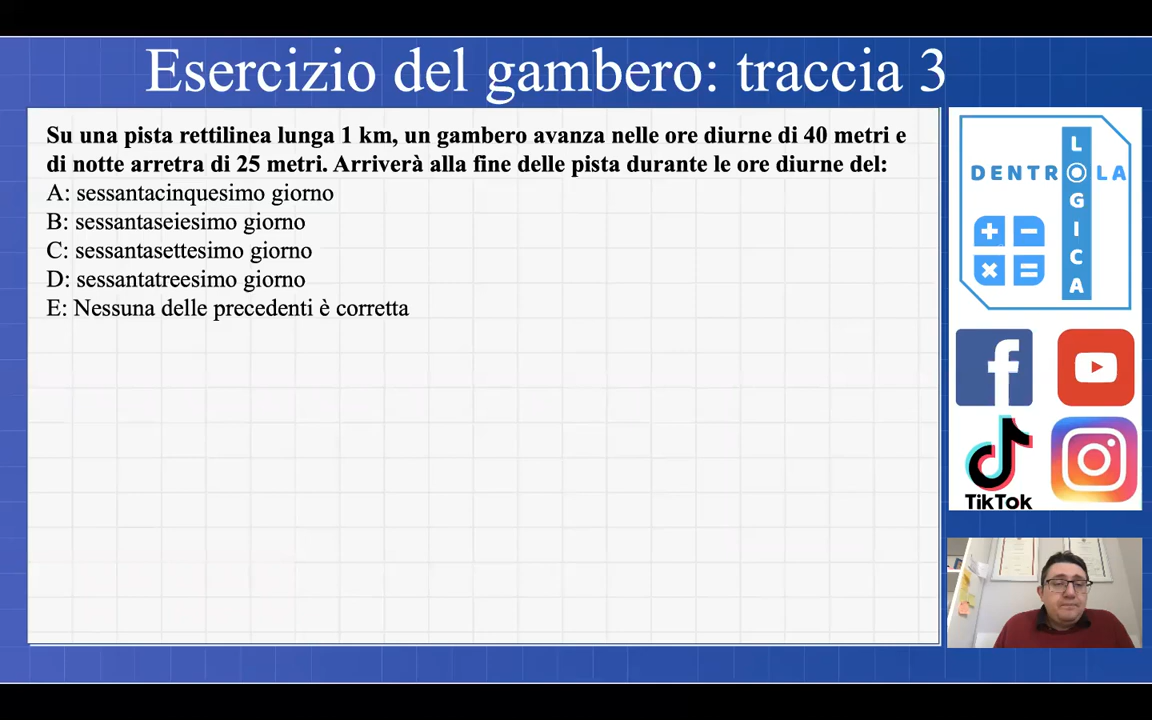 Esercizio del gambero: traccia 3
Su una pista rettilinea lunga 1 km, un gambero avanza nelle ore diurne di 40 metri e
di notte arretra di 25 metri. Arriverà alla fine delle pista durante le ore diurne del:
A: sessantacinquesimo giorno
B: sessantaseiesimo giorno
C: sessantasettesimo giorno
D: sessantatreesimo giorno
E: Nessuna delle precedenti è corretta
DENTRO LA
LOGICA
+ −
× =
f
TikTok